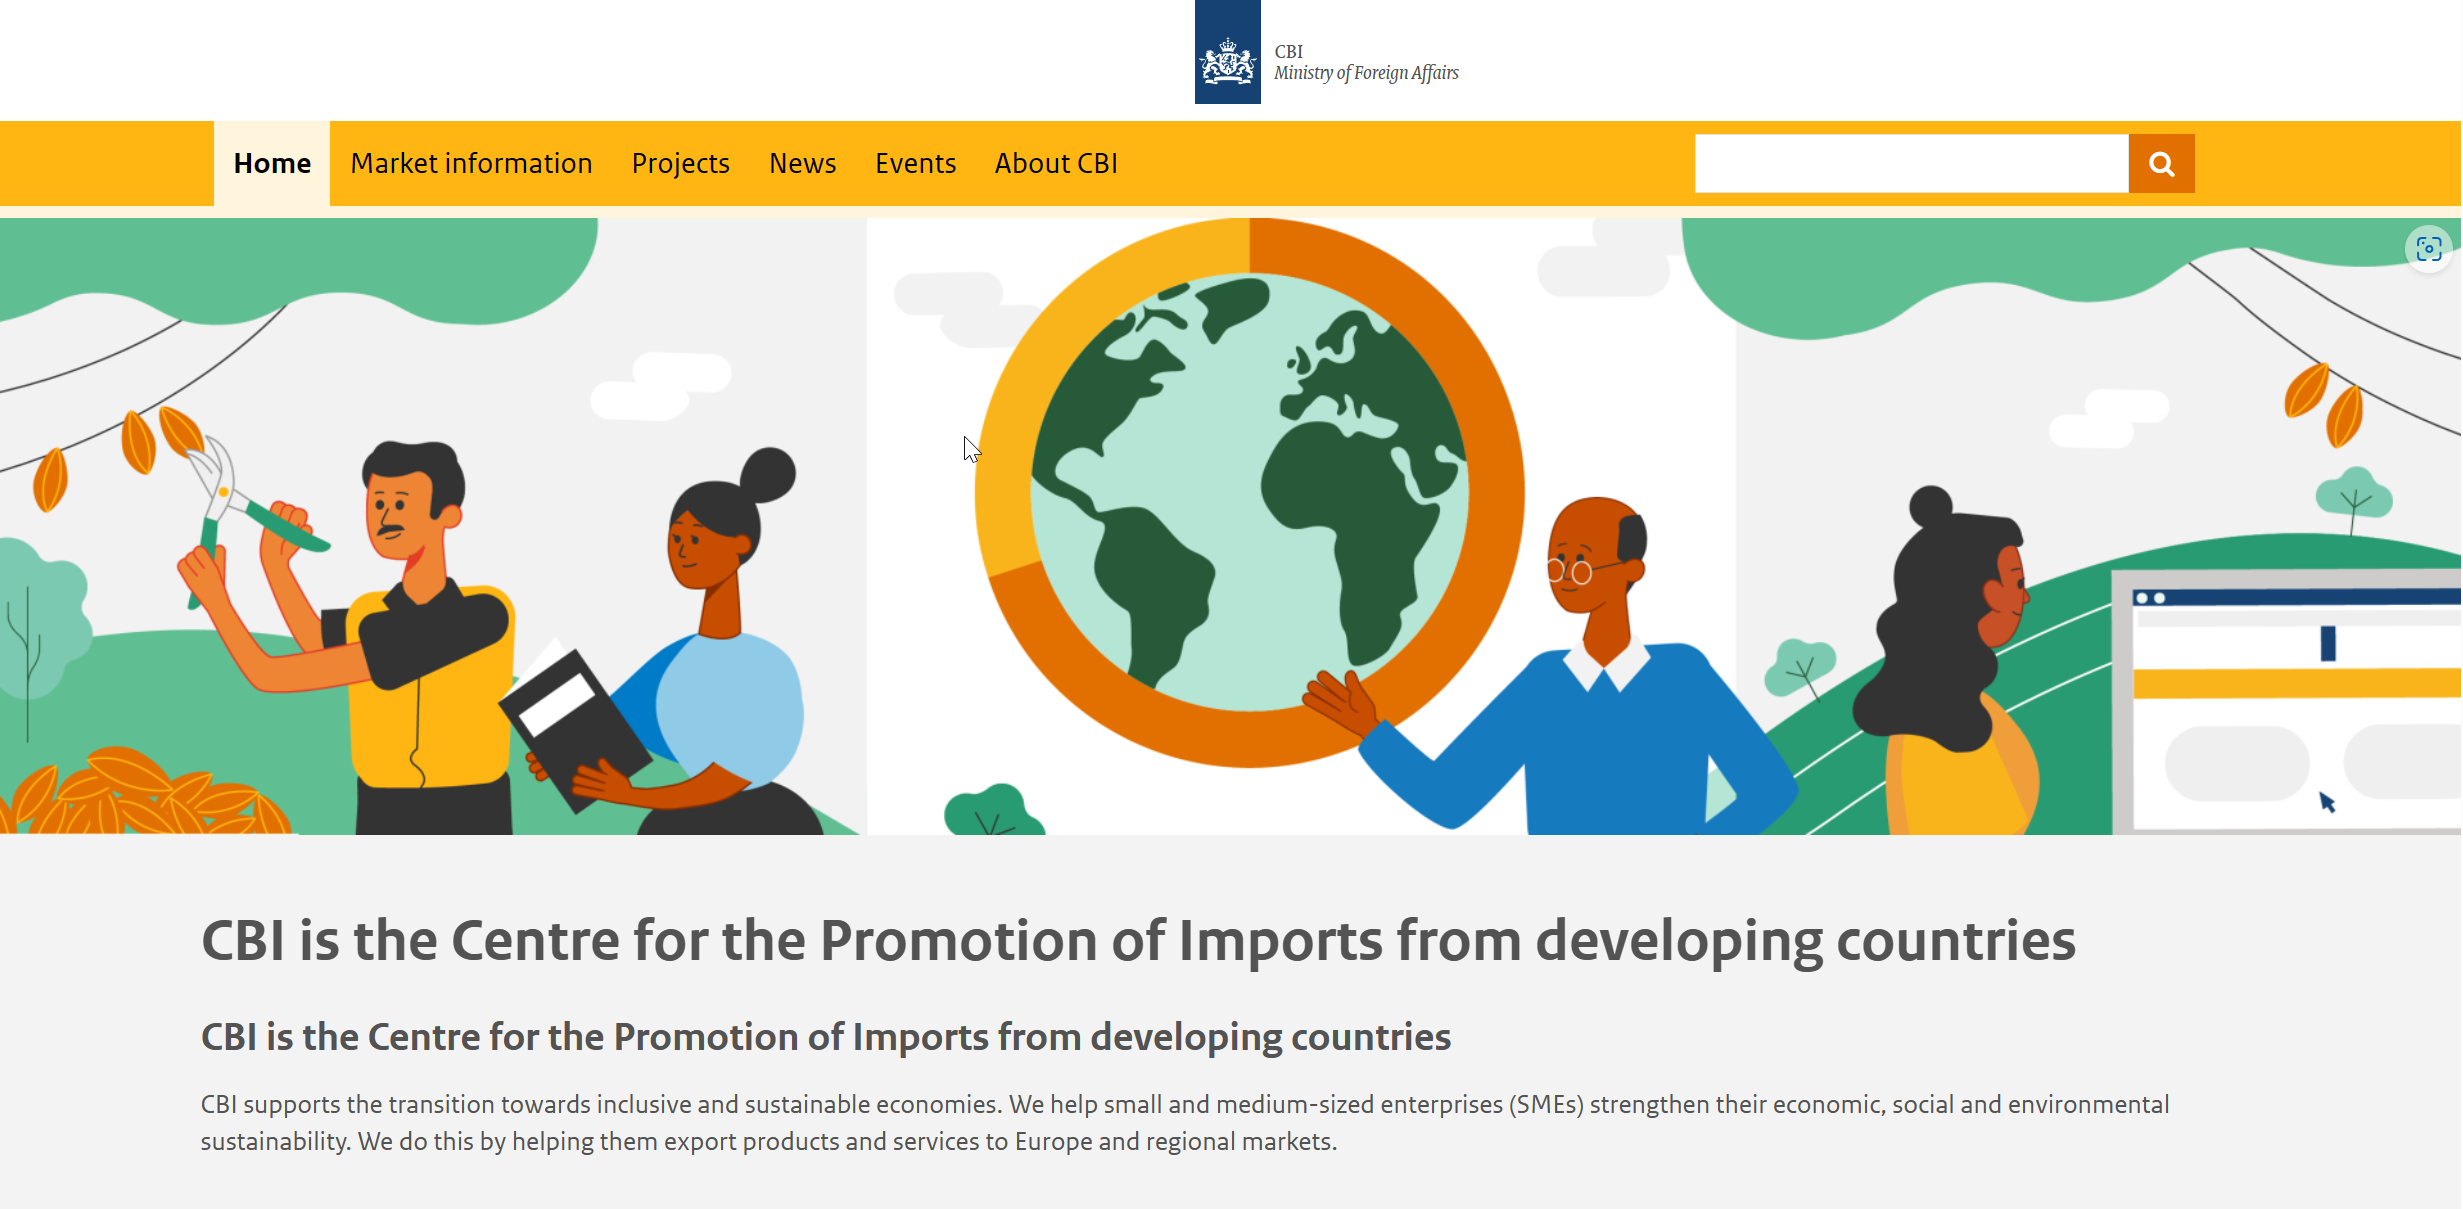 CBI
Ministry of Foreign Affairs
Home Market information Projects News Events About CBI
CBI is the Centre for the Promotion of Imports from developing countries
CBI is the Centre for the Promotion of Imports from developing countries
CBI supports the transition towards inclusive and sustainable economies. We help small and medium-sized enterprises (SMEs) strengthen their economic, social and environmental
sustainability. We do this by helping them export products and services to Europe and regional markets.